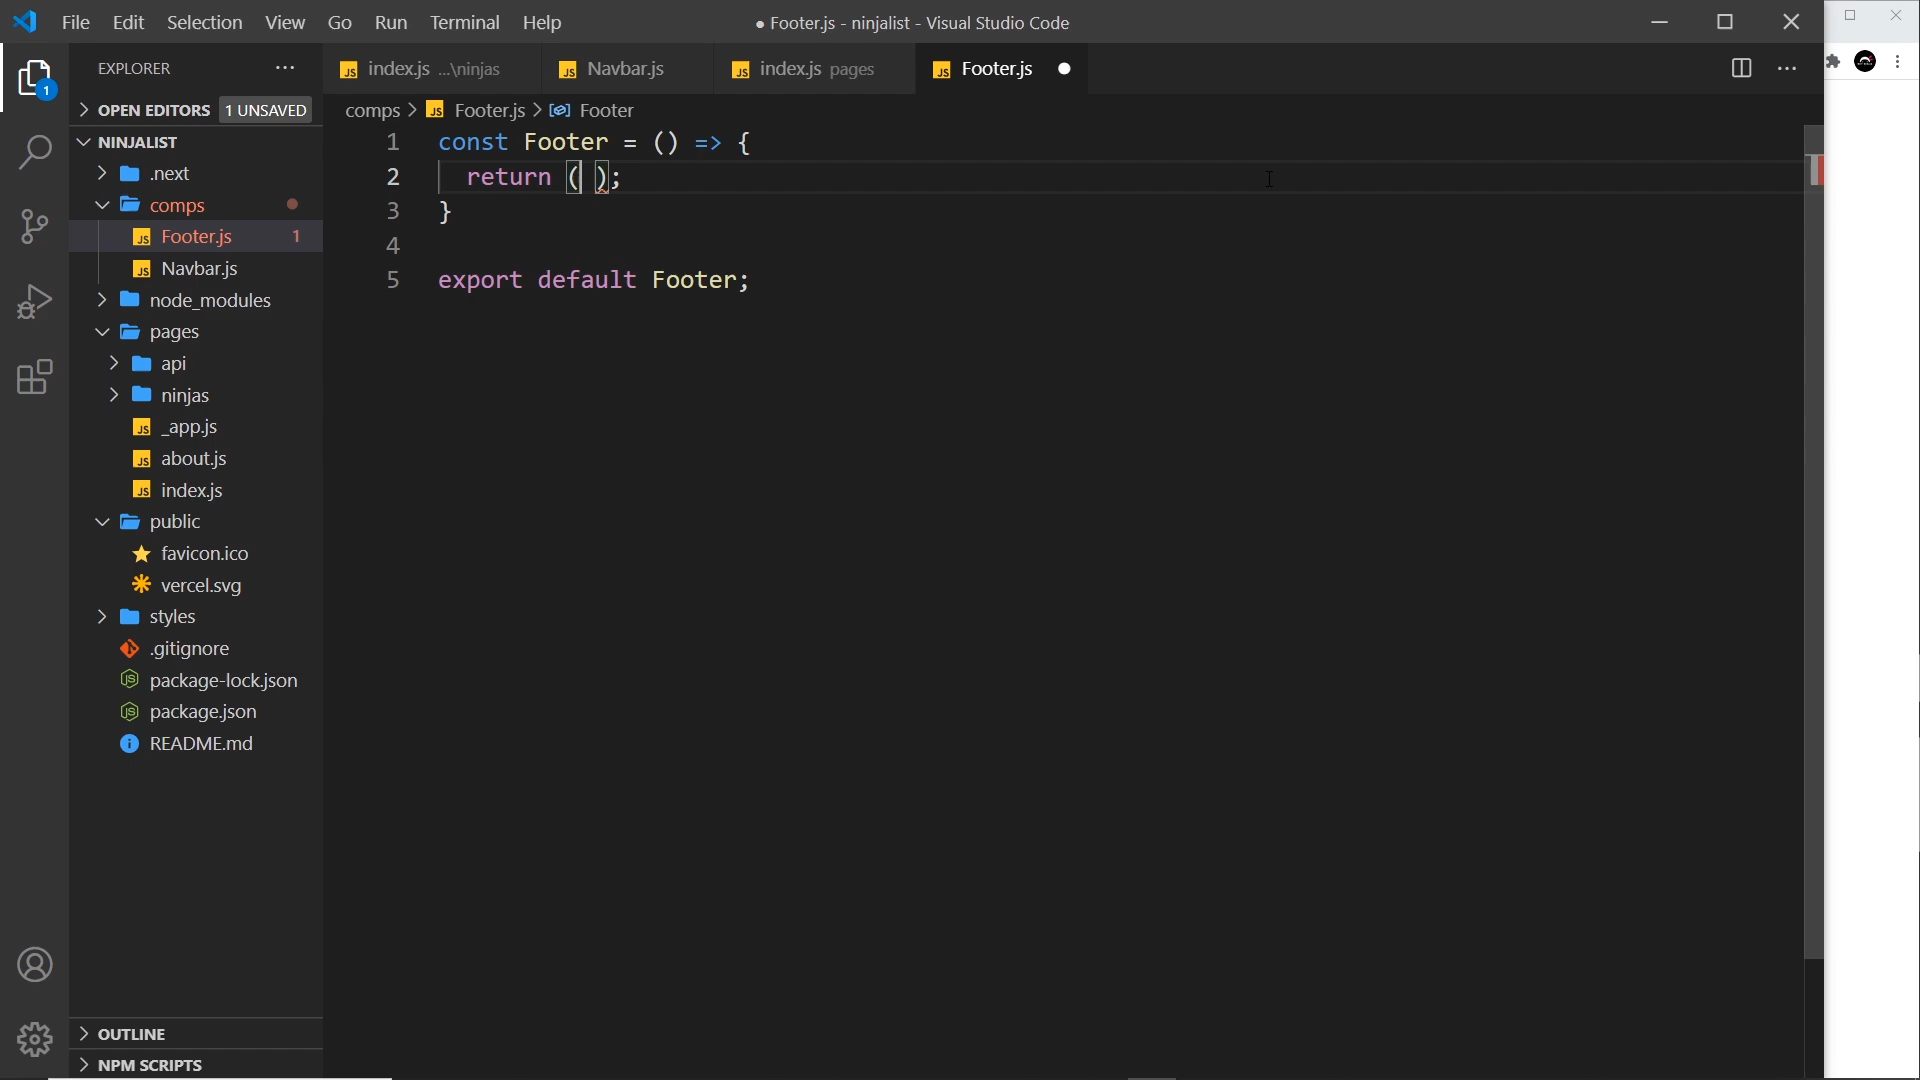 File Edit Selection View Go Run Terminal Help
● Footer.js - ninjalist - Visual Studio Code
EXPLORER
index.js ...\ninjas
Navbar.js
index.js pages
Footer.js
OPEN EDITORS 1 UNSAVED
comps > Footer.js > Footer
NINJALIST
.next
comps
Footer.js 1
Navbar.js
node_modules
pages
api
ninjas
_app.js
about.js
index.js
public
favicon.ico
vercel.svg
styles
.gitignore
package-lock.json
package.json
README.md
OUTLINE
NPM SCRIPTS
1
1 const Footer = () => {
2 return ( );
3 }
4
5 export default Footer;